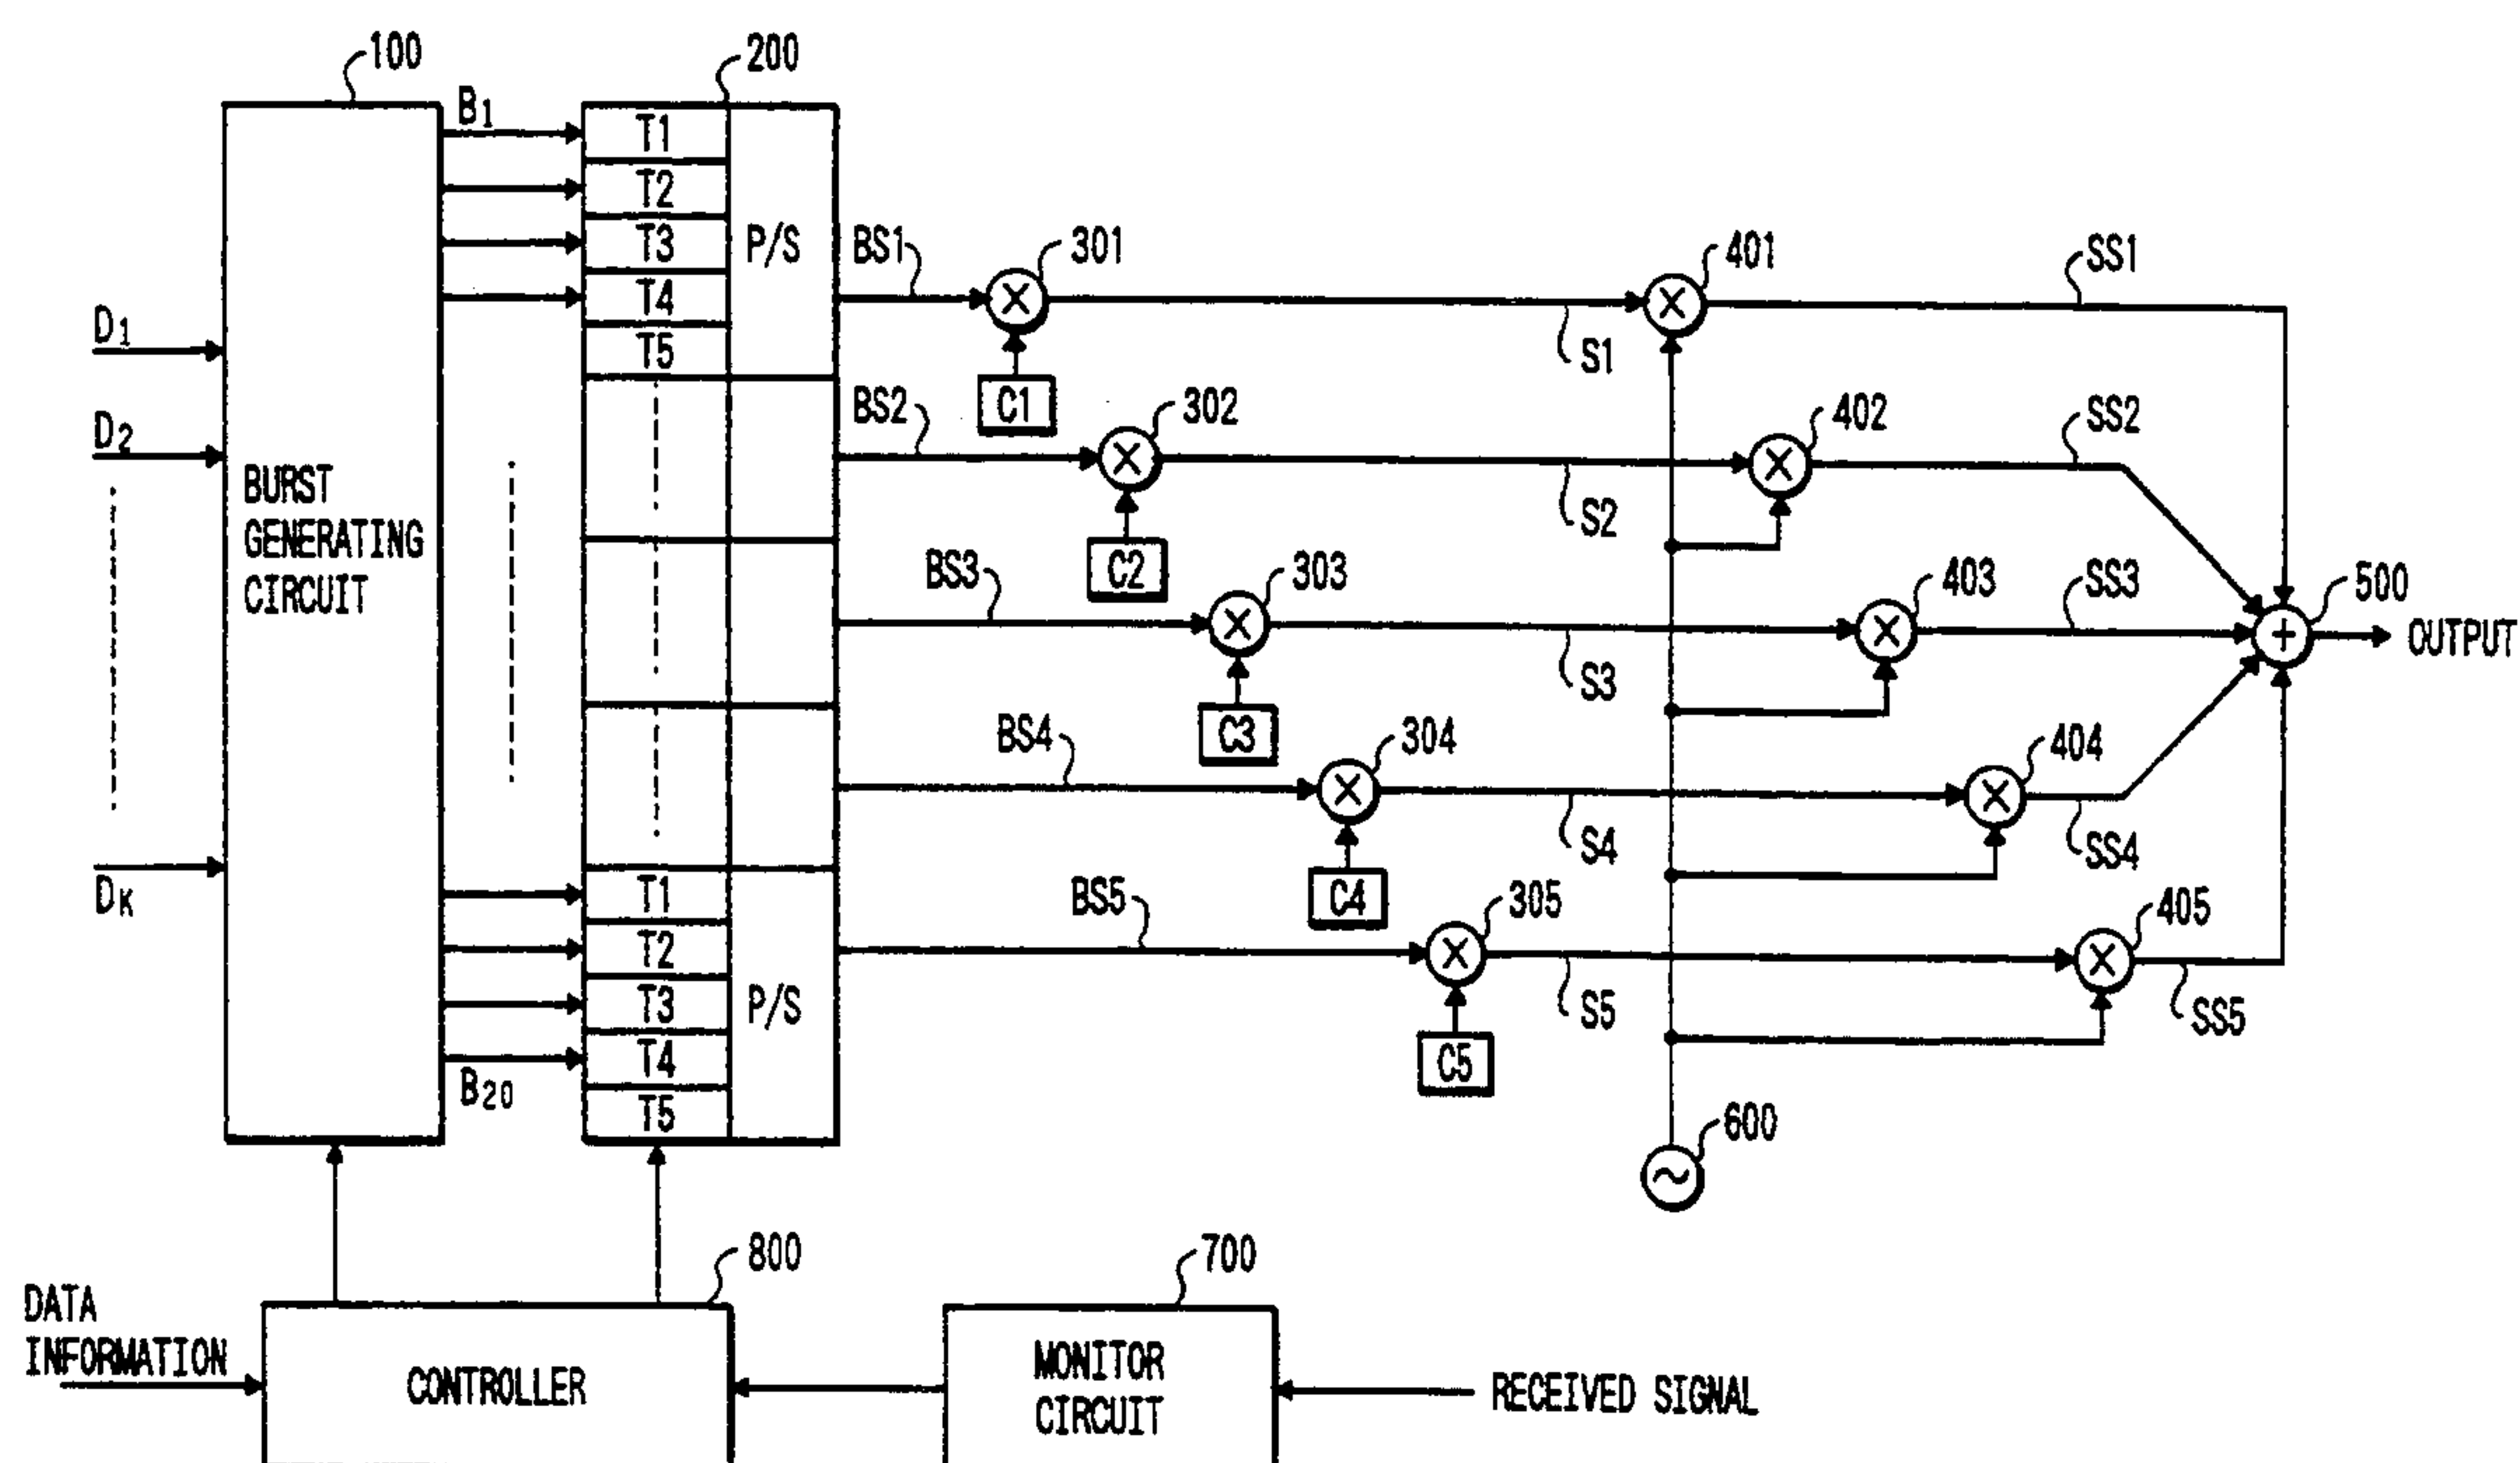 100
200
B1
T1
T2
T3
T4
T5
P/S
D1
D2
DK
BURST
GENERATING
CIRCUIT
BS1
301
C1
S1
401
SS1
BS2
302
C2
S2
402
SS2
BS3
303
C3
S3
403
SS3
500
OUTPUT
BS4
304
C4
S4
404
SS4
T1
T2
T3
T4
T5
P/S
B20
BS5
305
C5
S5
405
SS5
600
800
700
DATA
INFORMATION
CONTROLLER
MONITOR
CIRCUIT
RECEIVED SIGNAL